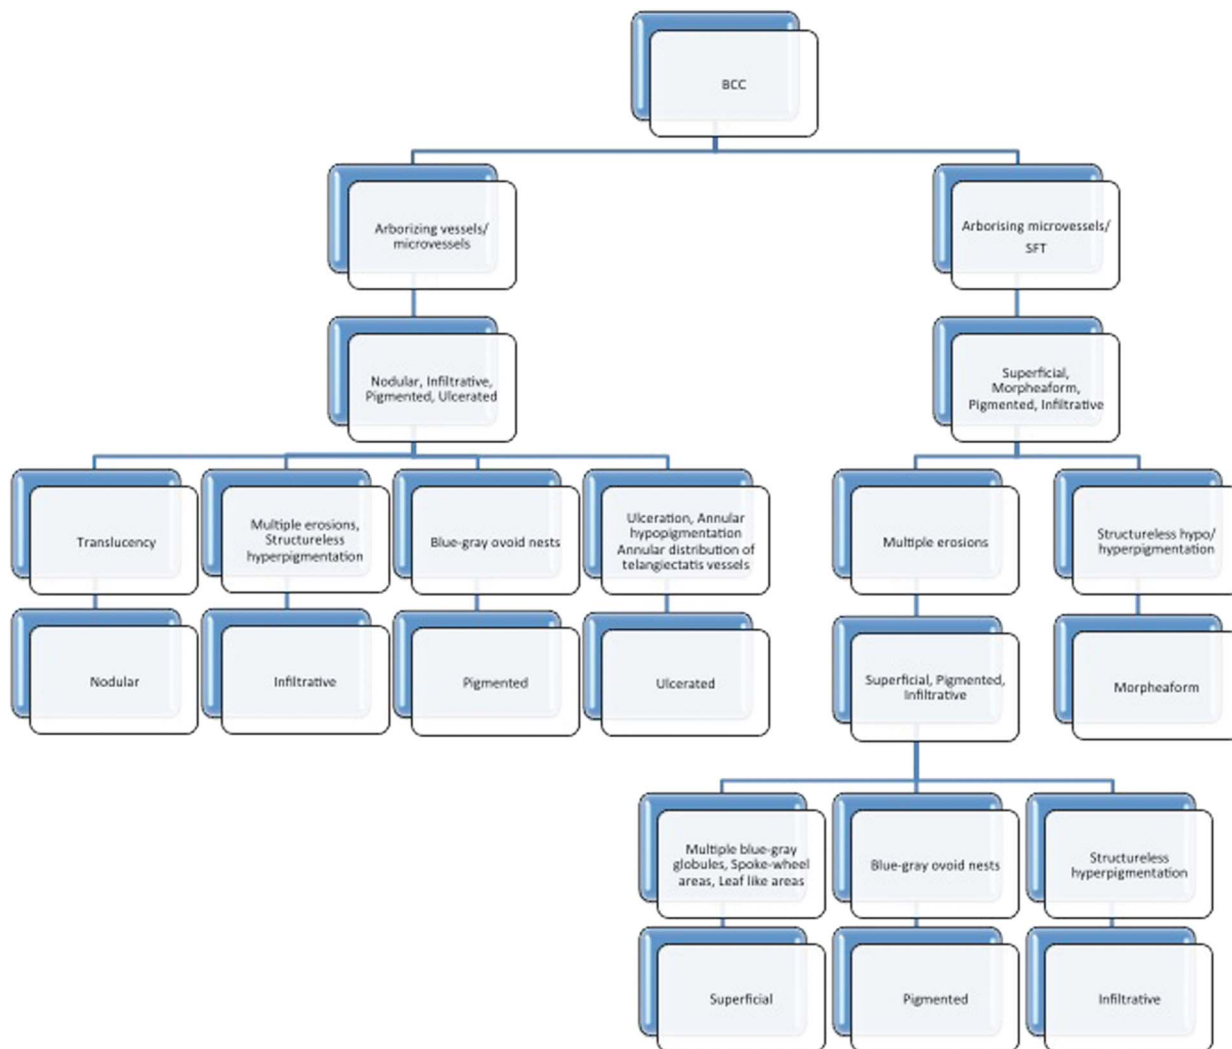 BCC
Arborizing vessels/
microvessels
Arborising microvessels/
SFT
Nodular, Infiltrative,
Pigmented, Ulcerated
Superficial,
Morpheaform,
Pigmented, Infiltrative
Translucency
Multiple erosions,
Structureless
hyperpigmentation
Blue-gray ovoid nests
Ulceration, Annular
hypopigmentation
Annular distribution of
telangiectatis vessels
Multiple erosions
Structureless hypo/
hyperpigmentation
Nodular
Infiltrative
Pigmented
Ulcerated
Superficial, Pigmented,
Infiltrative
Morpheaform
Multiple blue-gray
globules, Spoke-wheel
areas, Leaf like areas
Blue-gray ovoid nests
Structureless
hyperpigmentation
Superficial
Pigmented
Infiltrative